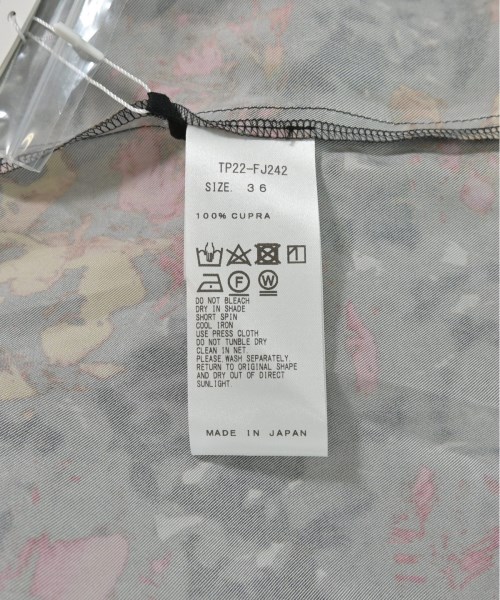 TP22-FJ242
SIZE. 36
100% CUPRA
F W
DO NOT BLEACH
DRY IN SHADE
SHORT SPIN
COOL IRON
USE PRESS CLOTH
DO NOT TUNBLE DRY
CLEAN IN NET.
PLEASE.WASH SEPARATELY.
RETURN TO ORIGINAL SHAPE
AND DRY OUT OF DIRECT
SUNLIGHT.
MADE IN JAPAN